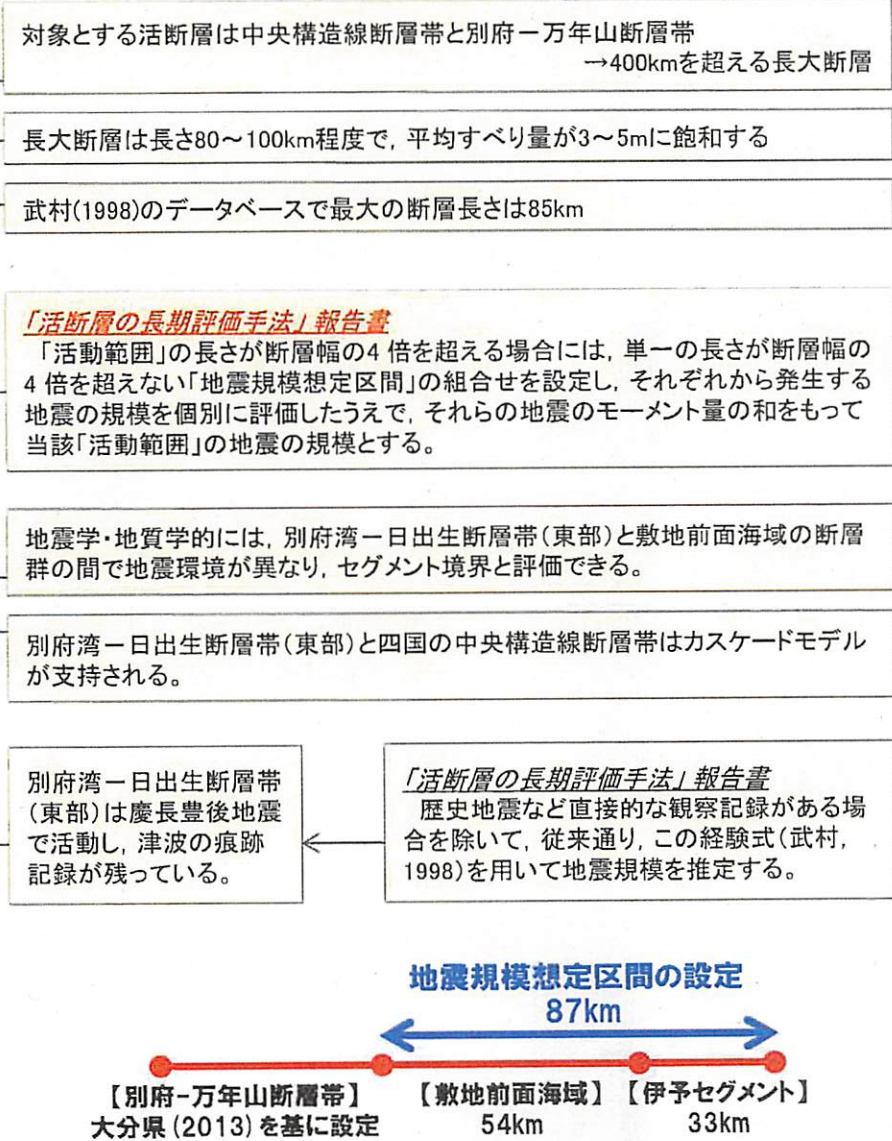 対象とする活断層は中央構造線断層帯と別府－万年山断層帯
→400kmを超える長大断層
長大断層は長さ80～100km程度で，平均すべり量が3～5mに飽和する
武村(1998)のデータベースで最大の断層長さは85km
「活断層の長期評価手法」報告書
「活動範囲」の長さが断層幅の4 倍を超える場合には，単一の長さが断層幅の
4 倍を超えない「地震規模想定区間」の組合せを設定し，それぞれから発生する
地震の規模を個別に評価したうえで，それらの地震のモーメント量の和をもって
当該「活動範囲」の地震の規模とする。
地震学・地質学的には，別府湾－日出生断層帯（東部）と敷地前面海域の断層
群の間で地震環境が異なり，セグメント境界と評価できる。
別府湾－日出生断層帯（東部）と四国の中央構造線断層帯はカスケードモデル
が支持される。
別府湾－日出生断層帯
（東部）は慶長豊後地震
で活動し，津波の痕跡
記録が残っている。
「活断層の長期評価手法」報告書
歴史地震など直接的な観察記録がある場
合を除いて，従来通り，この経験式（武村，
1998）を用いて地震規模を推定する。
地震規模想定区間の設定
87km
【別府-万年山断層帯】
大分県(2013)を基に設定
【敷地前面海域】
54km
【伊予セグメント】
33km